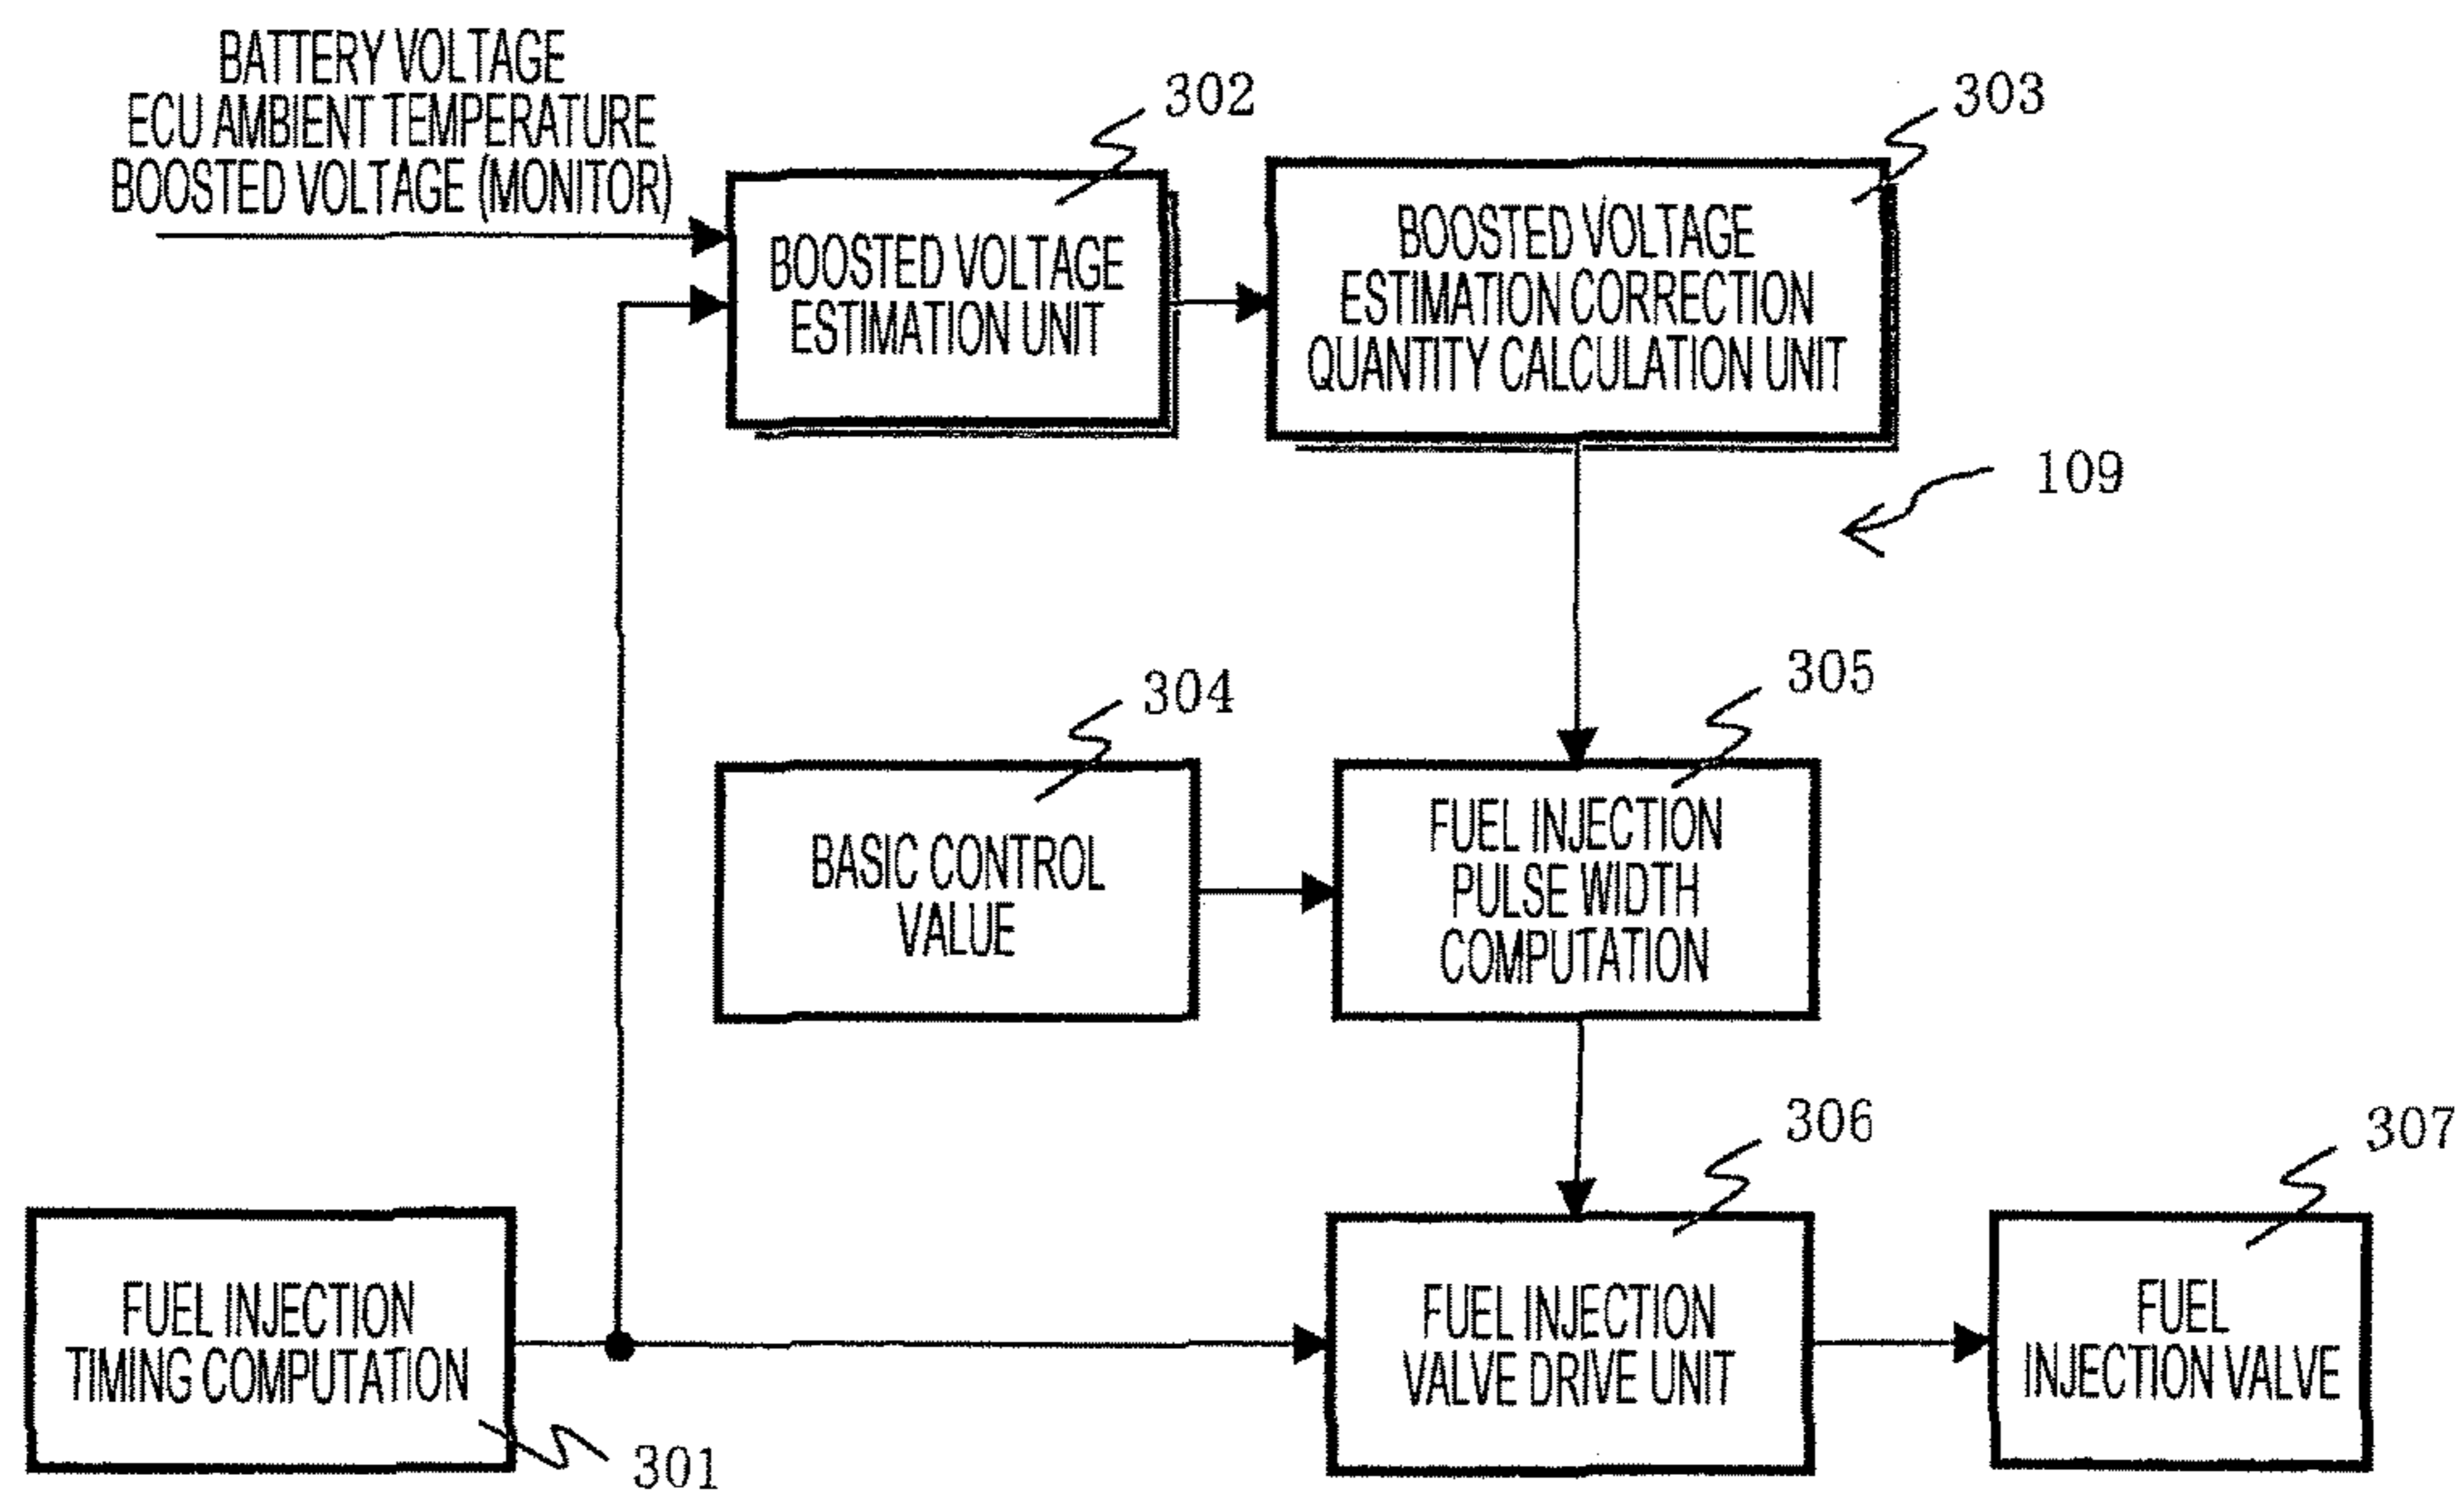 BATTERY VOLTAGE
ECU AMBIENT TEMPERATURE
BOOSTED VOLTAGE (MONITOR)
302
303
BOOSTED VOLTAGE
ESTIMATION UNIT
BOOSTED VOLTAGE
ESTIMATION CORRECTION
QUANTITY CALCULATION UNIT
109
304
305
BASIC CONTROL
VALUE
FUEL INJECTION
PULSE WIDTH
COMPUTATION
306
307
FUEL INJECTION
TIMING COMPUTATION
301
FUEL INJECTION
VALVE DRIVE UNIT
FUEL
INJECTION VALVE